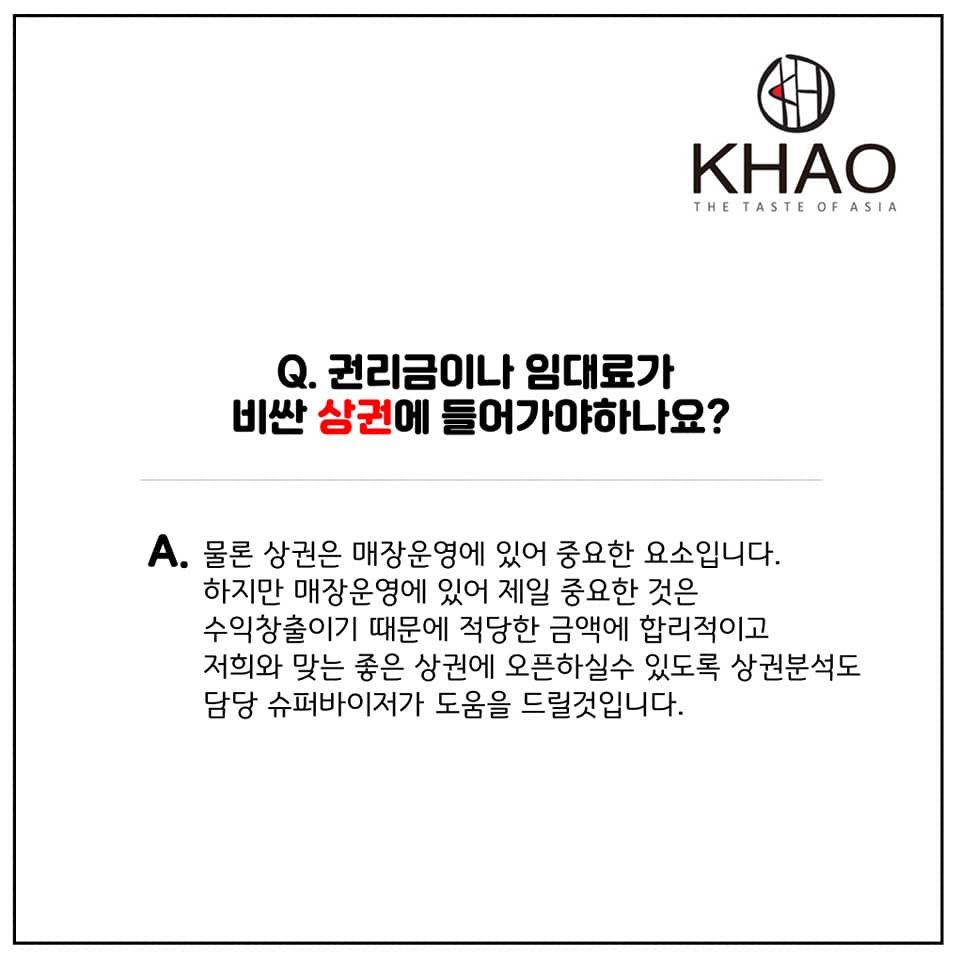 KHAO
THE TASTE OF ASIA
Q. 권리금이나 임대료가
비싼 상권에 들어가야하나요?
A. 물론 상권은 매장운영에 있어 중요한 요소입니다.
하지만 매장운영에 있어 제일 중요한 것은
수익창출이기 때문에 적당한 금액에 합리적이고
저희와 맞는 좋은 상권에 오픈하실수 있도록 상권분석도
담당 슈퍼바이저가 도움을 드릴것입니다.